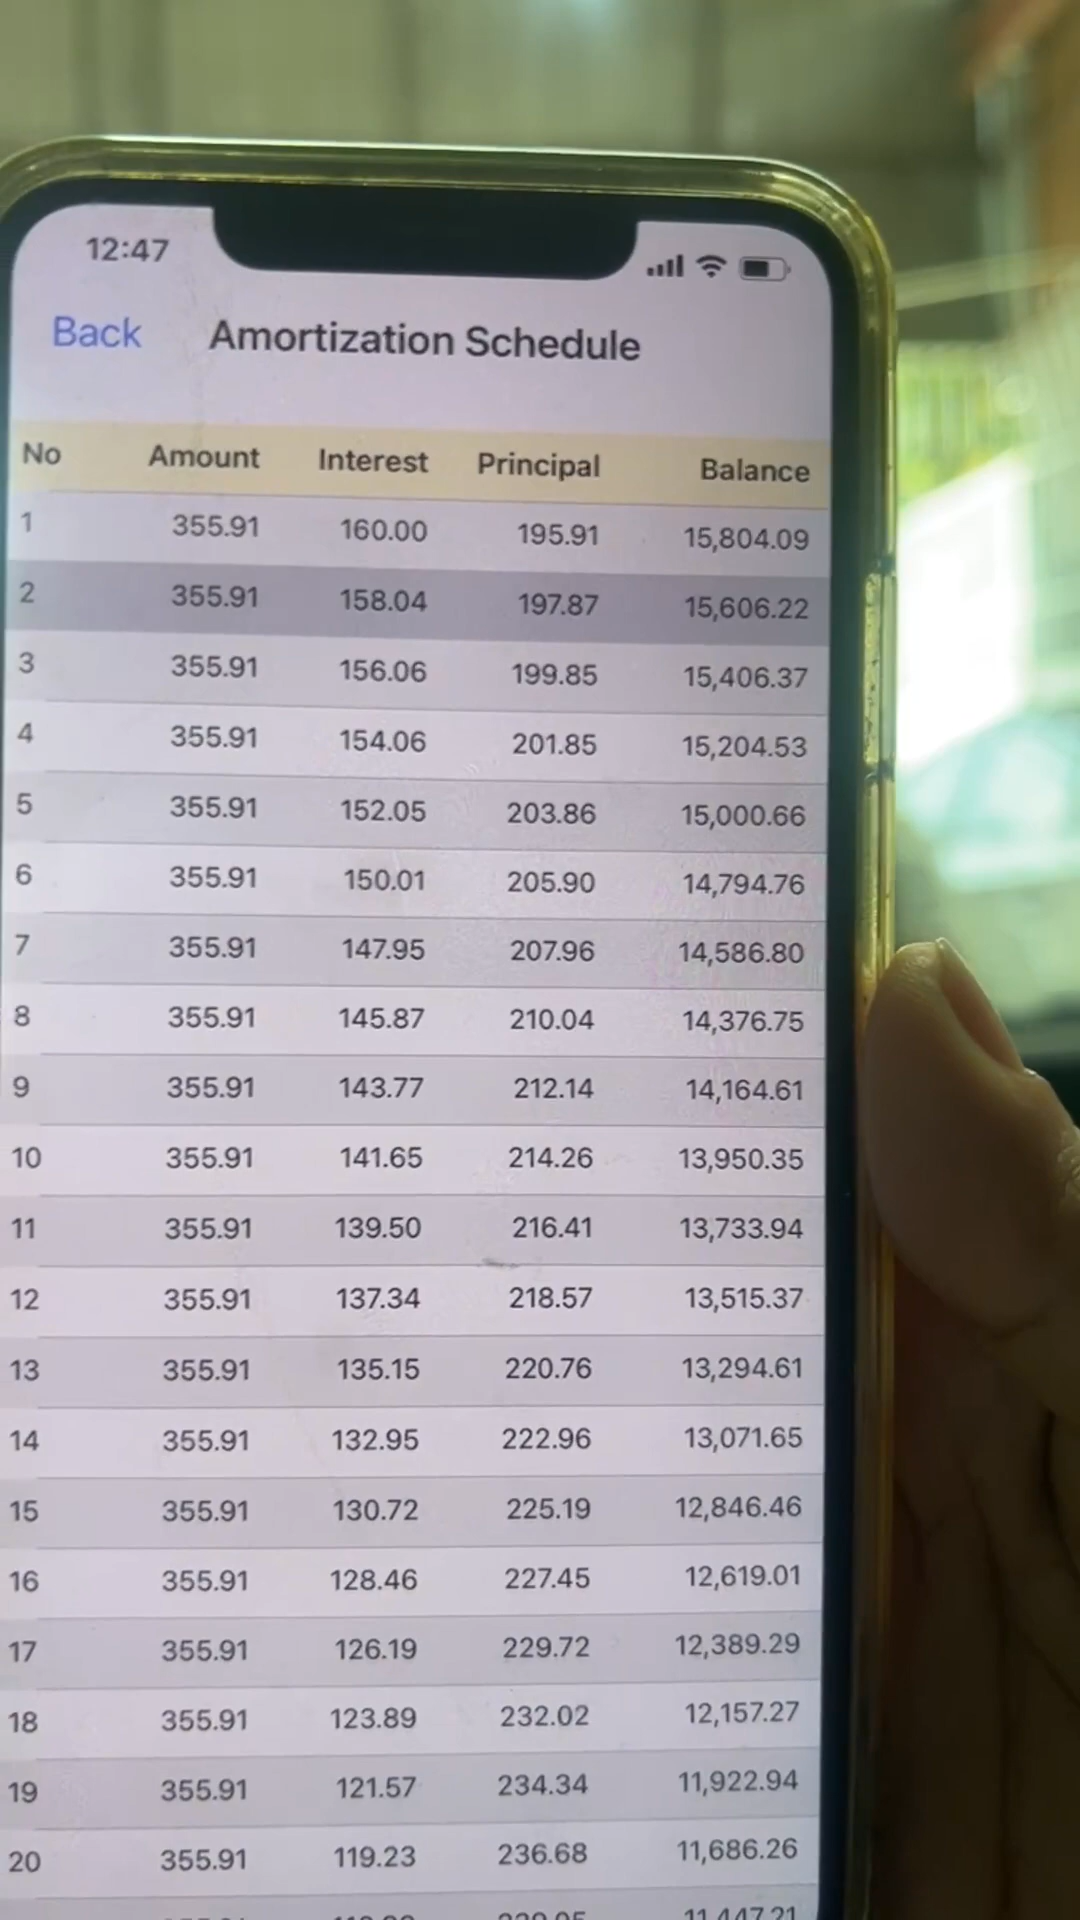 12:47
Back Amortization Schedule
No Amount Interest Principal Balance
1 355.91 160.00 195.91 15,804.09
2 355.91 158.04 197.87 15,606.22
3 355.91 156.06 199.85 15,406.37
4 355.91 154.06 201.85 15,204.53
5 355.91 152.05 203.86 15,000.66
6 355.91 150.01 205.90 14,794.76
7 355.91 147.95 207.96 14,586.80
8 355.91 145.87 210.04 14,376.75
9 355.91 143.77 212.14 14,164.61
10 355.91 141.65 214.26 13,950.35
11 355.91 139.50 216.41 13,733.94
12 355.91 137.34 218.57 13,515.37
13 355.91 135.15 220.76 13,294.61
14 355.91 132.95 222.96 13,071.65
15 355.91 130.72 225.19 12,846.46
16 355.91 128.46 227.45 12,619.01
17 355.91 126.19 229.72 12,389.29
18 355.91 123.89 232.02 12,157.27
19 355.91 121.57 234.34 11,922.94
20 355.91 119.23 236.68 11,686.26
11,447.21